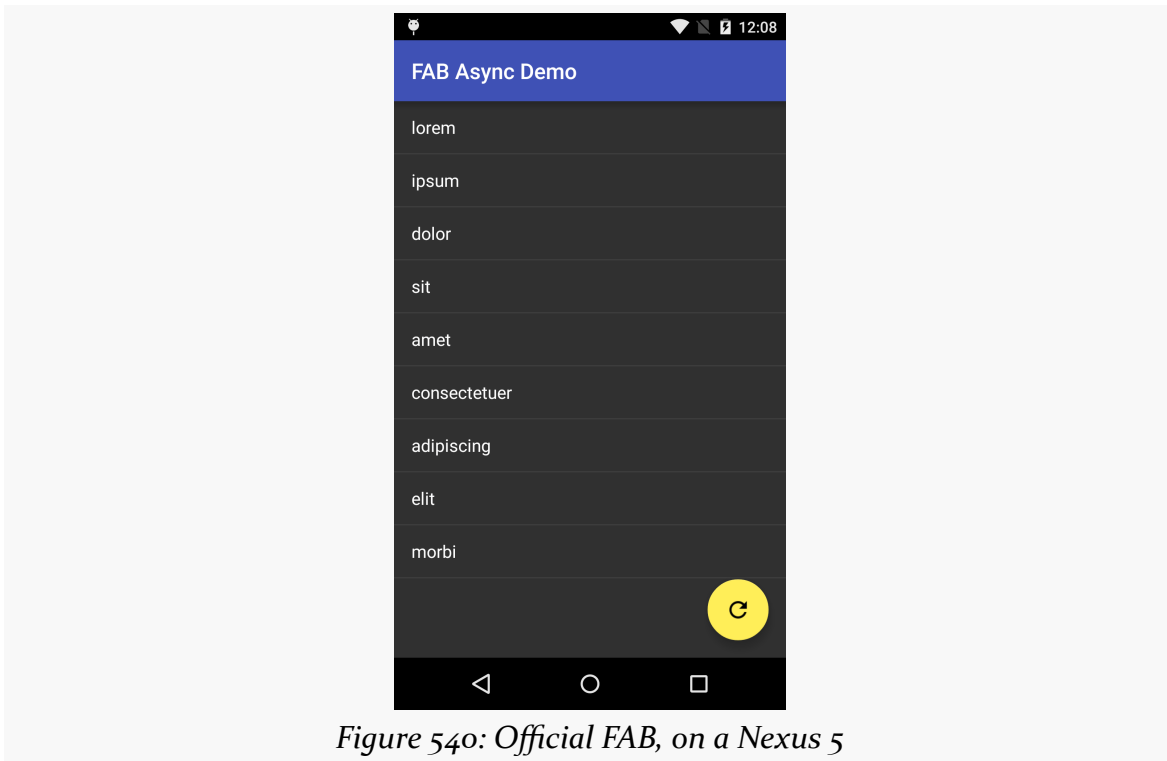 12:08
FAB Async Demo
lorem
ipsum
dolor
sit
amet
consectetuer
adipiscing
elit
morbi
Figure 540: Official FAB, on a Nexus 5